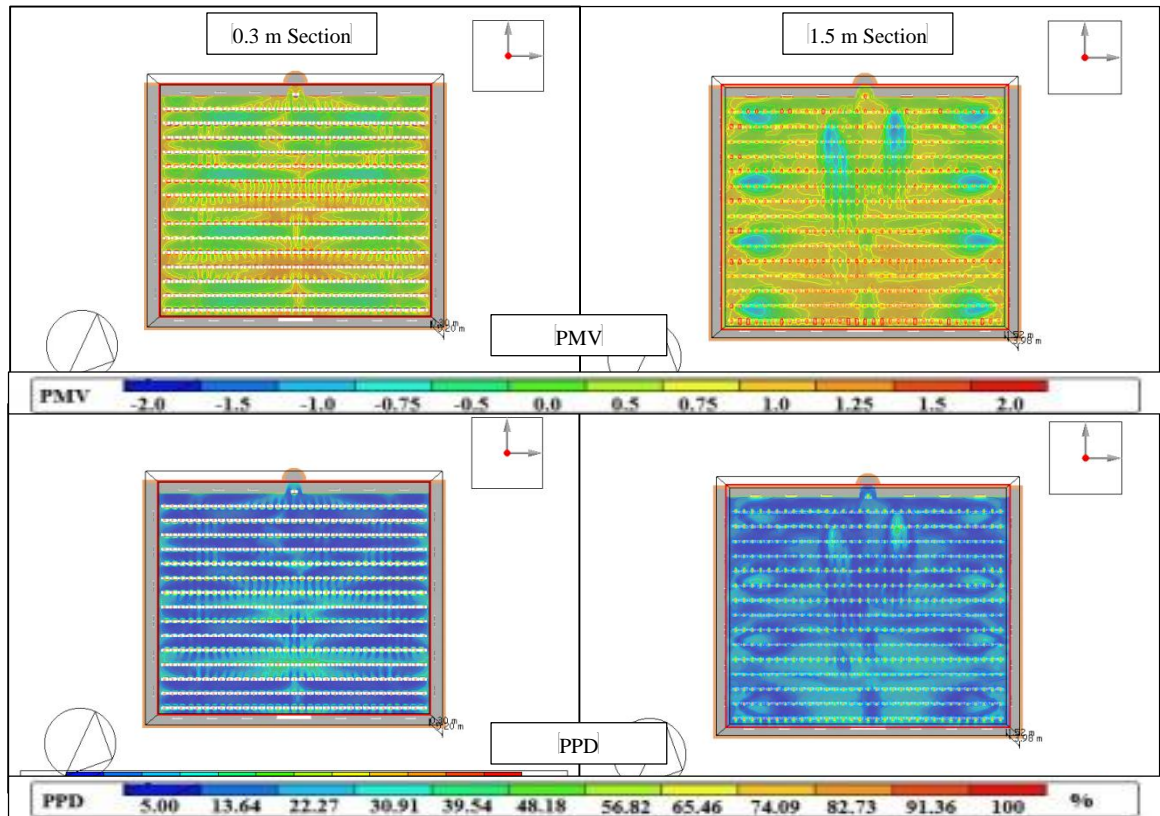 0.3 m Section
1.5 m Section
PMV
PMV
-2.0 -1.5 -1.0 -0.75 -0.5 0.0 0.5 0.75 1.0 1.25 1.5 2.0
PPD
PPD
5.00 13.64 22.27 30.91 39.54 48.18 56.82 65.46 74.09 82.73 91.36 100 %